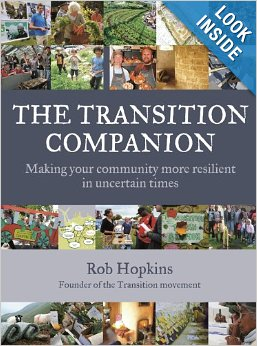 LOOK
INSIDE
THE TRANSITION
COMPANION
Making your community more resilient
in uncertain times
Rob Hopkins
Founder of the Transition movement